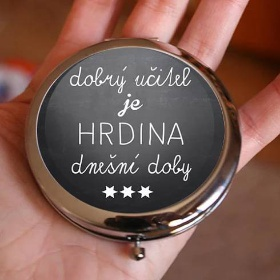 dobrý učitel
je
HRDINA
dnešní doby